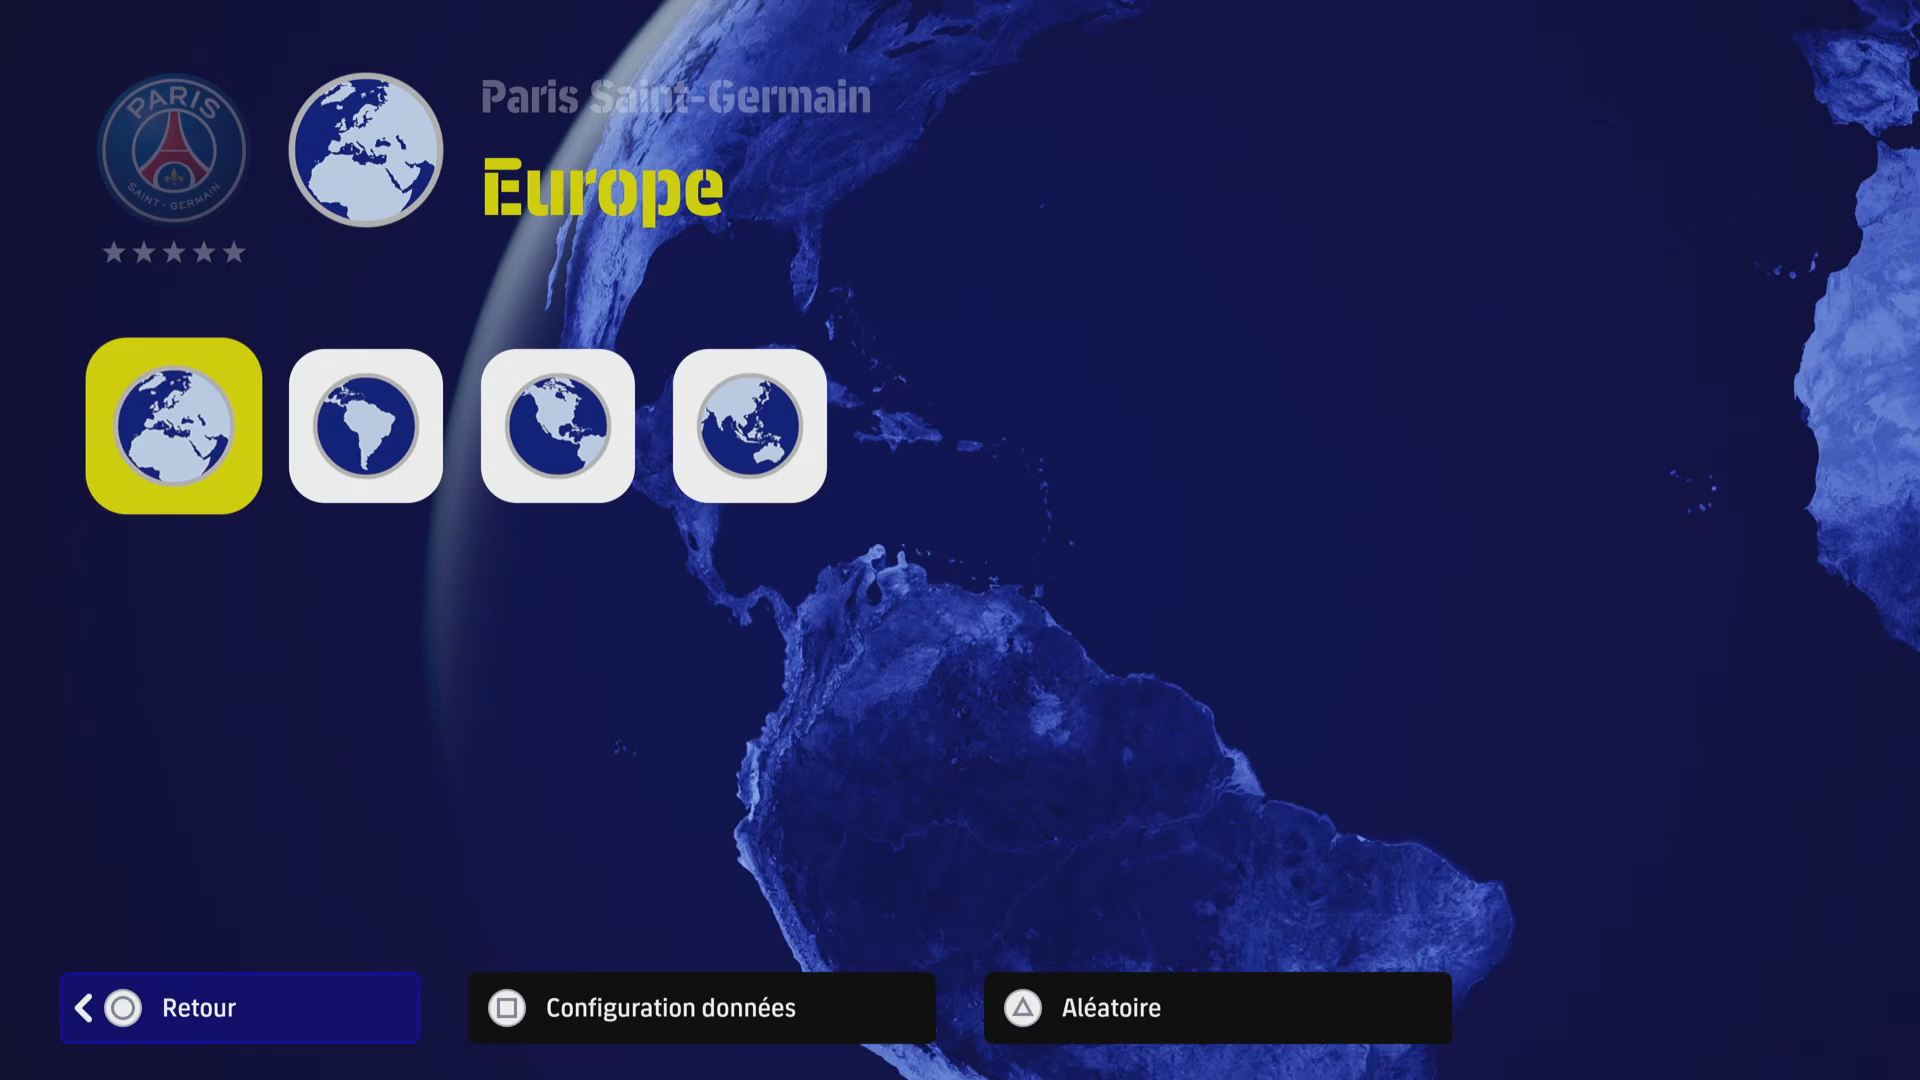 PARIS
SAINT-GERMAIN
Paris Saint-Germain
Europe
Retour
Configuration données
Aléatoire